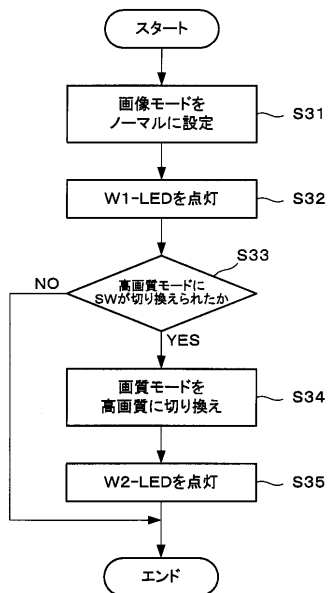 スタート
画像モードを
ノーマルに設定
S31
W1-LEDを点灯
S32
S33
高画質モードに
SWが切り換えられたか
NO
YES
画質モードを
高画質に切り換え
S34
W2-LEDを点灯
S35
エンド